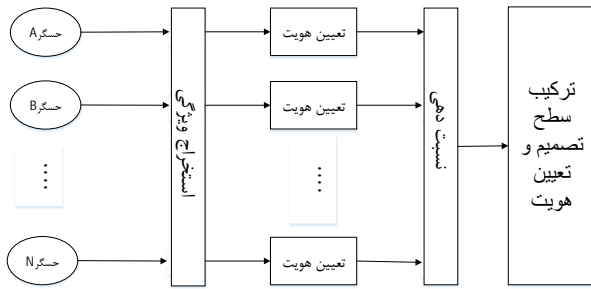 حسگرA
تعیین هویت
حسگرB
تعیین هویت
....
....
حسگرN
تعیین هویت
استخراج ویژگی
نسبت دهی
ترکیب
سطح
تصمیم و
تعیین
هویت